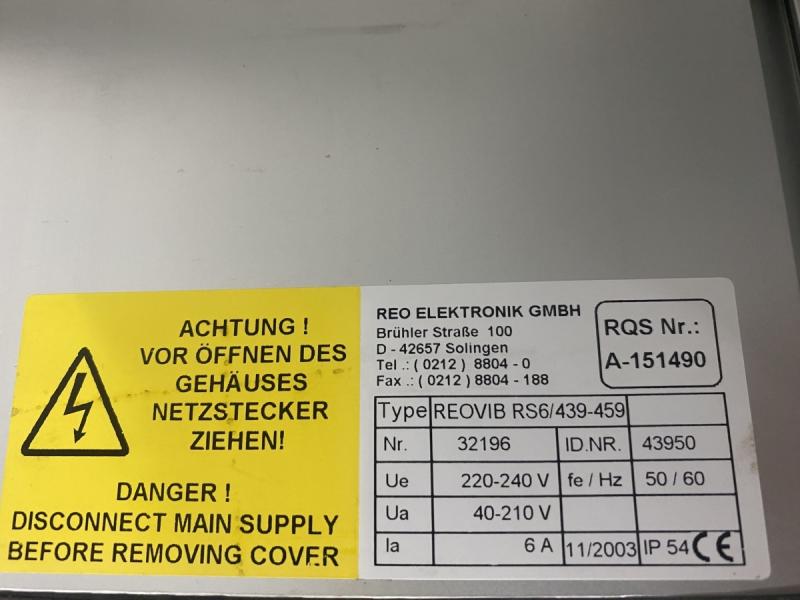 ACHTUNG !
VOR ÖFFNEN DES
GEHÄUSES
NETZSTECKER
ZIEHEN!
DANGER !
DISCONNECT MAIN SUPPLY
BEFORE REMOVING COVER
REO ELEKTRONIK GMBH
Brühler Straße 100
D - 42657 Solingen
Tel .: ( 0212 ) 8804 - 0
Fax .: ( 0212 ) 8804 - 188
RQS Nr.:
A-151490
Type REOVIB RS6/439-459
Nr. 32196 ID.NR. 43950
Ue 220-240 V fe / Hz 50 / 60
Ua 40-210 V
Ia 6 A 11/2003 IP 54 CE